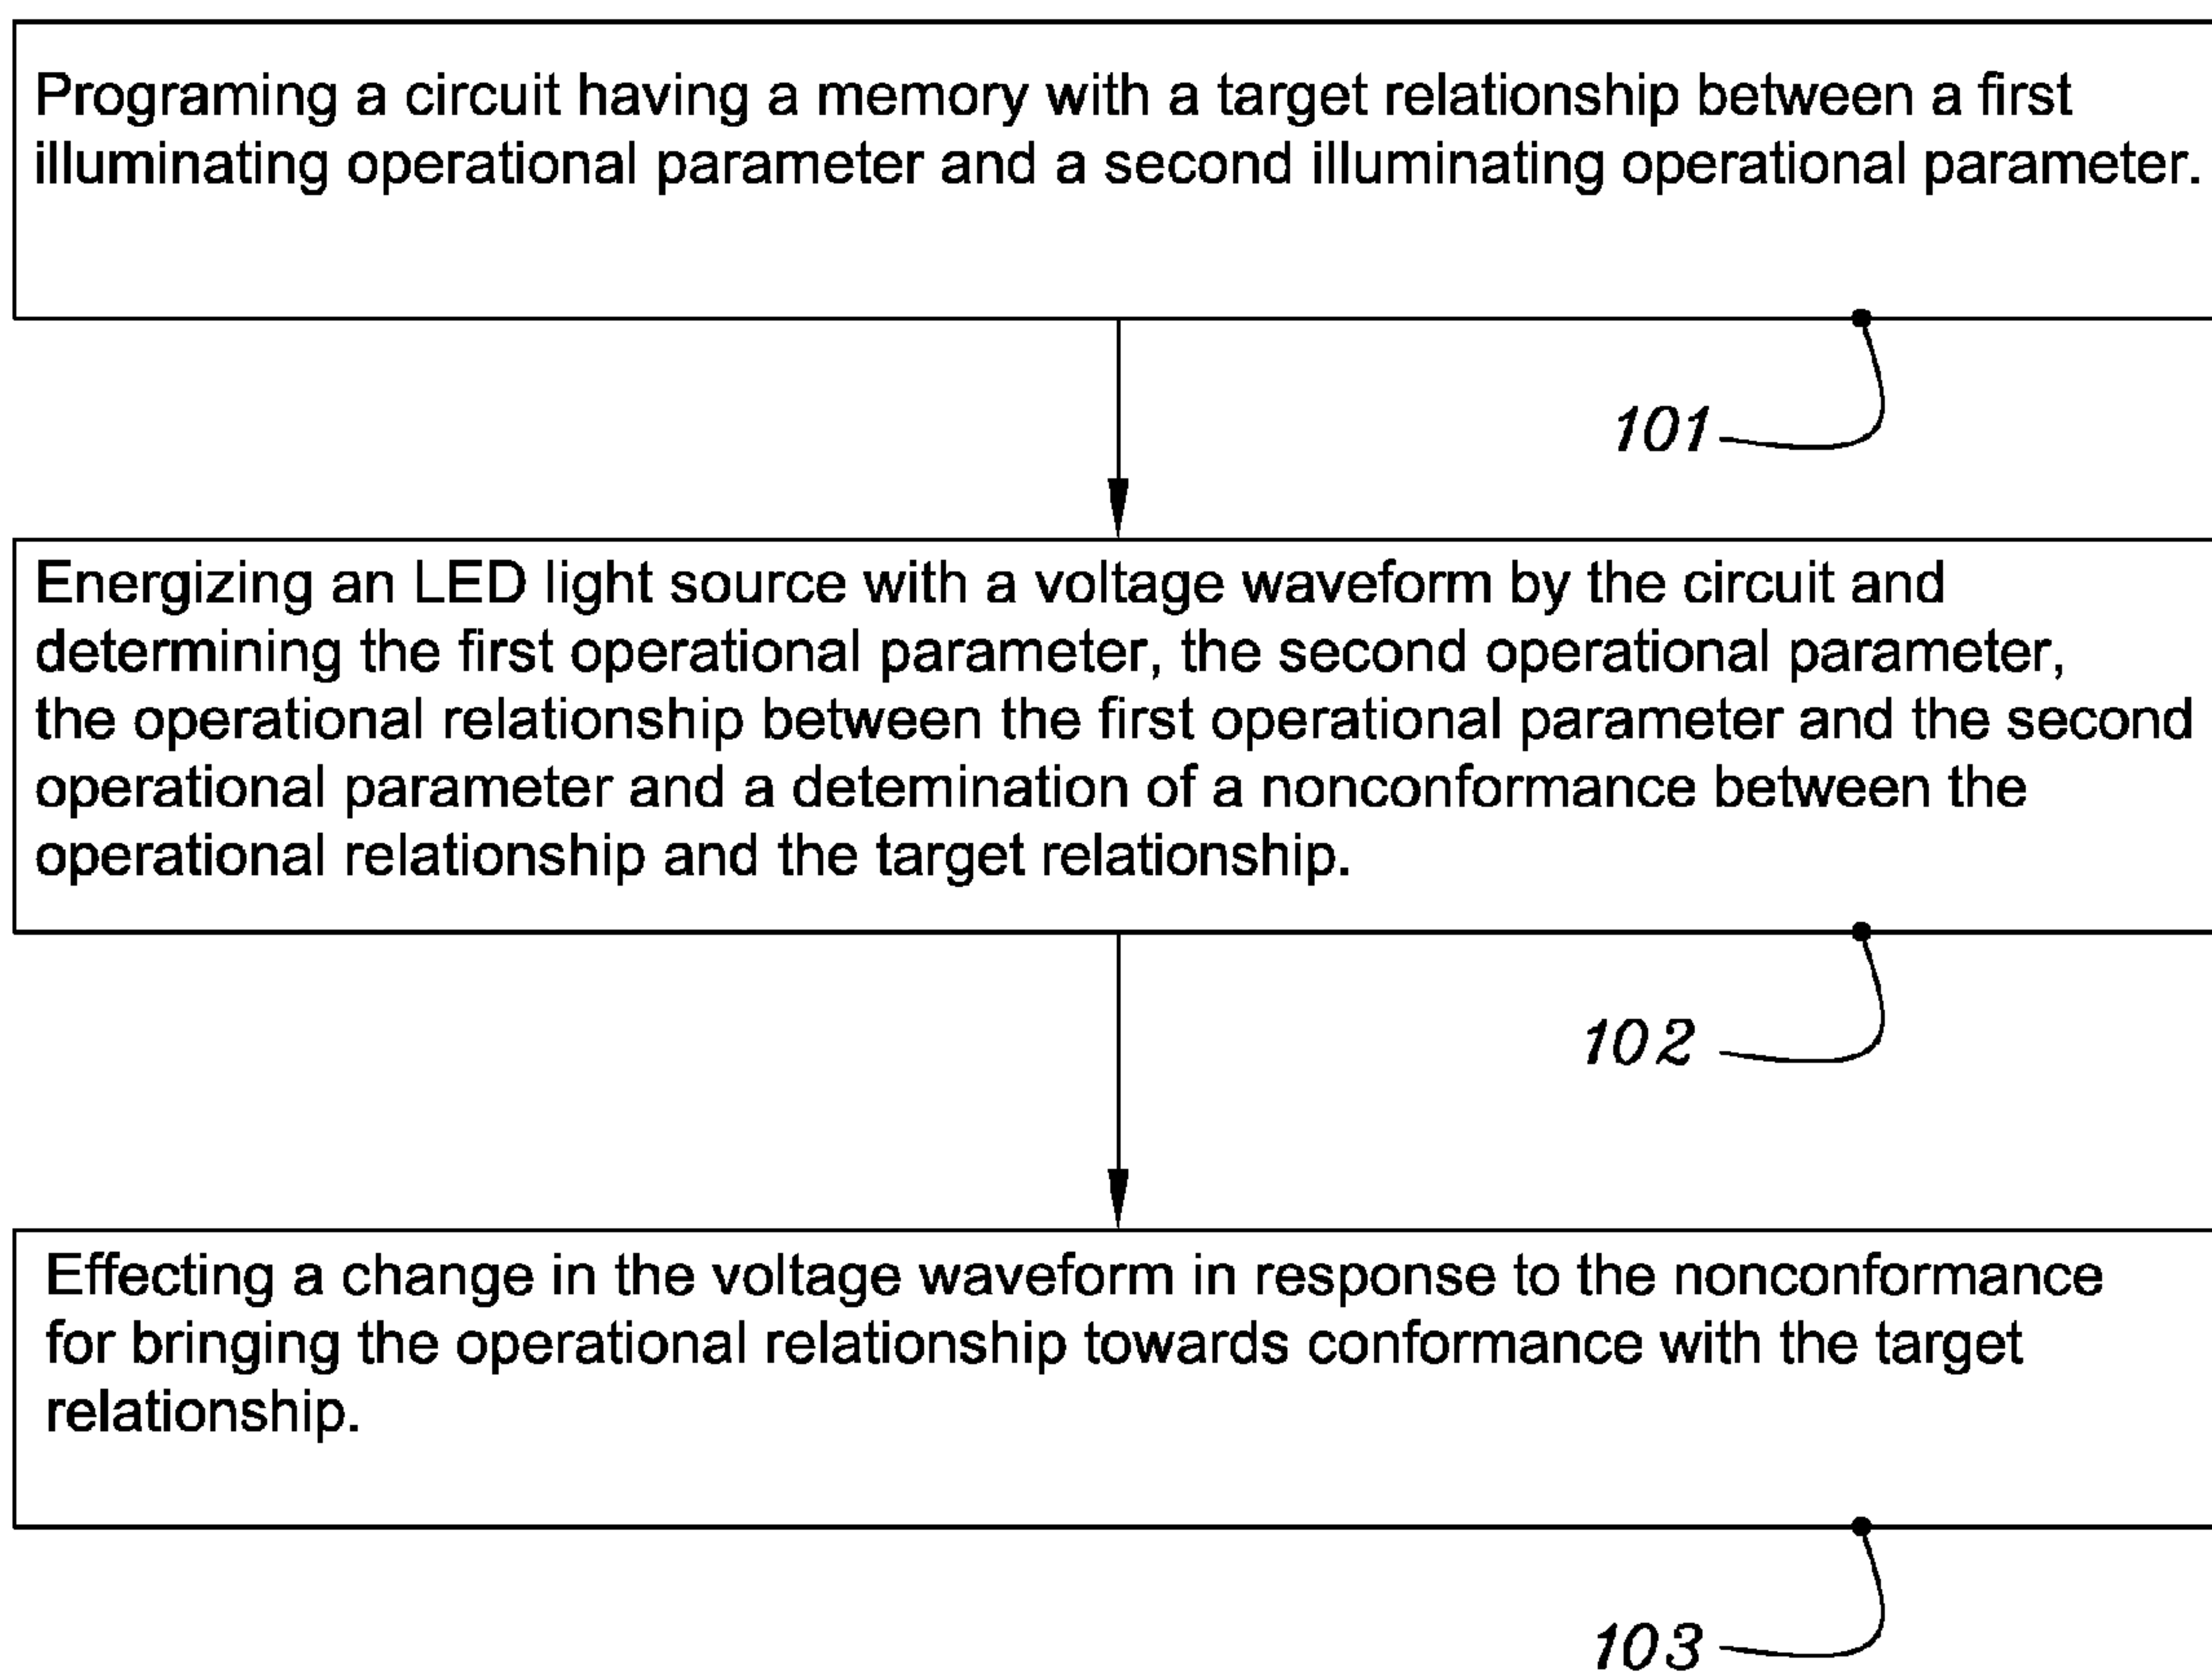 Programing a circuit having a memory with a target relationship between a first
illuminating operational parameter and a second illuminating operational parameter.
101
Energizing an LED light source with a voltage waveform by the circuit and
determining the first operational parameter, the second operational parameter,
the operational relationship between the first operational parameter and the second
operational parameter and a detemination of a nonconformance between the
operational relationship and the target relationship.
102
Effecting a change in the voltage waveform in response to the nonconformance
for bringing the operational relationship towards conformance with the target
relationship.
103